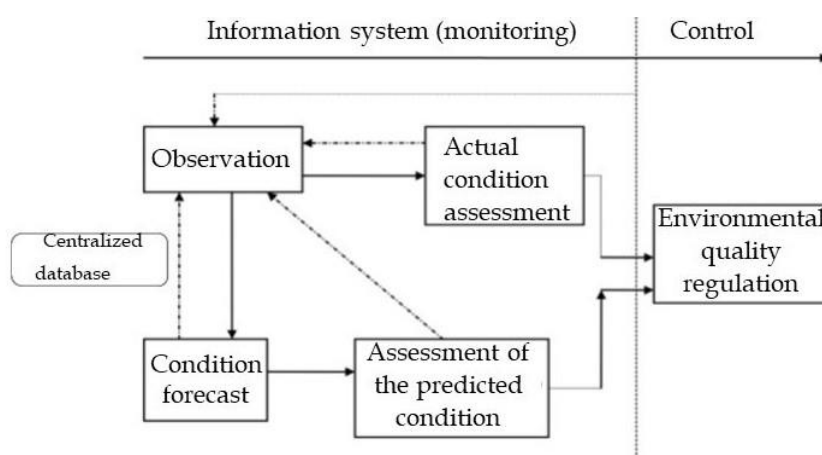 Information system (monitoring)
Control
Observation
Actual
condition
assessment
Centralized
database
Environmental
quality
regulation
Condition
forecast
Assessment of
the predicted
condition